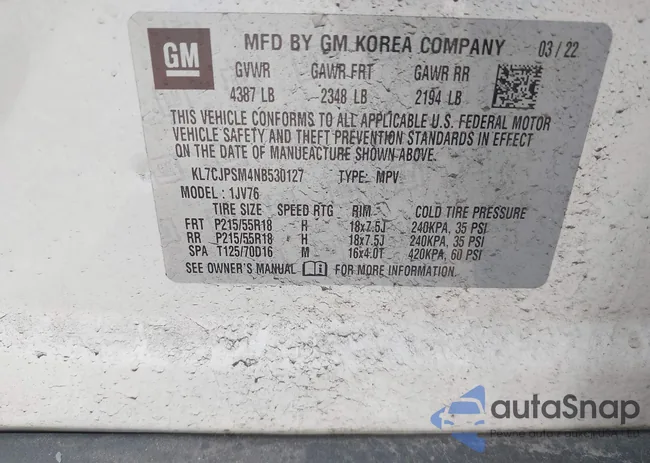 GM
MFD BY GM KOREA COMPANY 03/22
GVWR GAWR FRT GAWR RR
4387 LB 2348 LB 2194 LB
THIS VEHICLE CONFORMS TO ALL APPLICABLE U.S. FEDERAL MOTOR
VEHICLE SAFETY AND THEFT PREVENTION STANDARDS IN EFFECT
ON THE DATE OF MANUFACTURE SHOWN ABOVE.
KL7CJPSM4NB530127 TYPE: MPV
MODEL: 1JV76
TIRE SIZE SPEED RTG RIM COLD TIRE PRESSURE
FRT P215/55R18 H 18x7.5J 240KPA, 35 PSI
RR P215/55R18 H 18x7.5J 240KPA, 35 PSI
SPA T125/70D16 M 16x4.0T 420KPA, 60 PSI
SEE OWNER'S MANUAL FOR MORE INFORMATION.
autaSnap